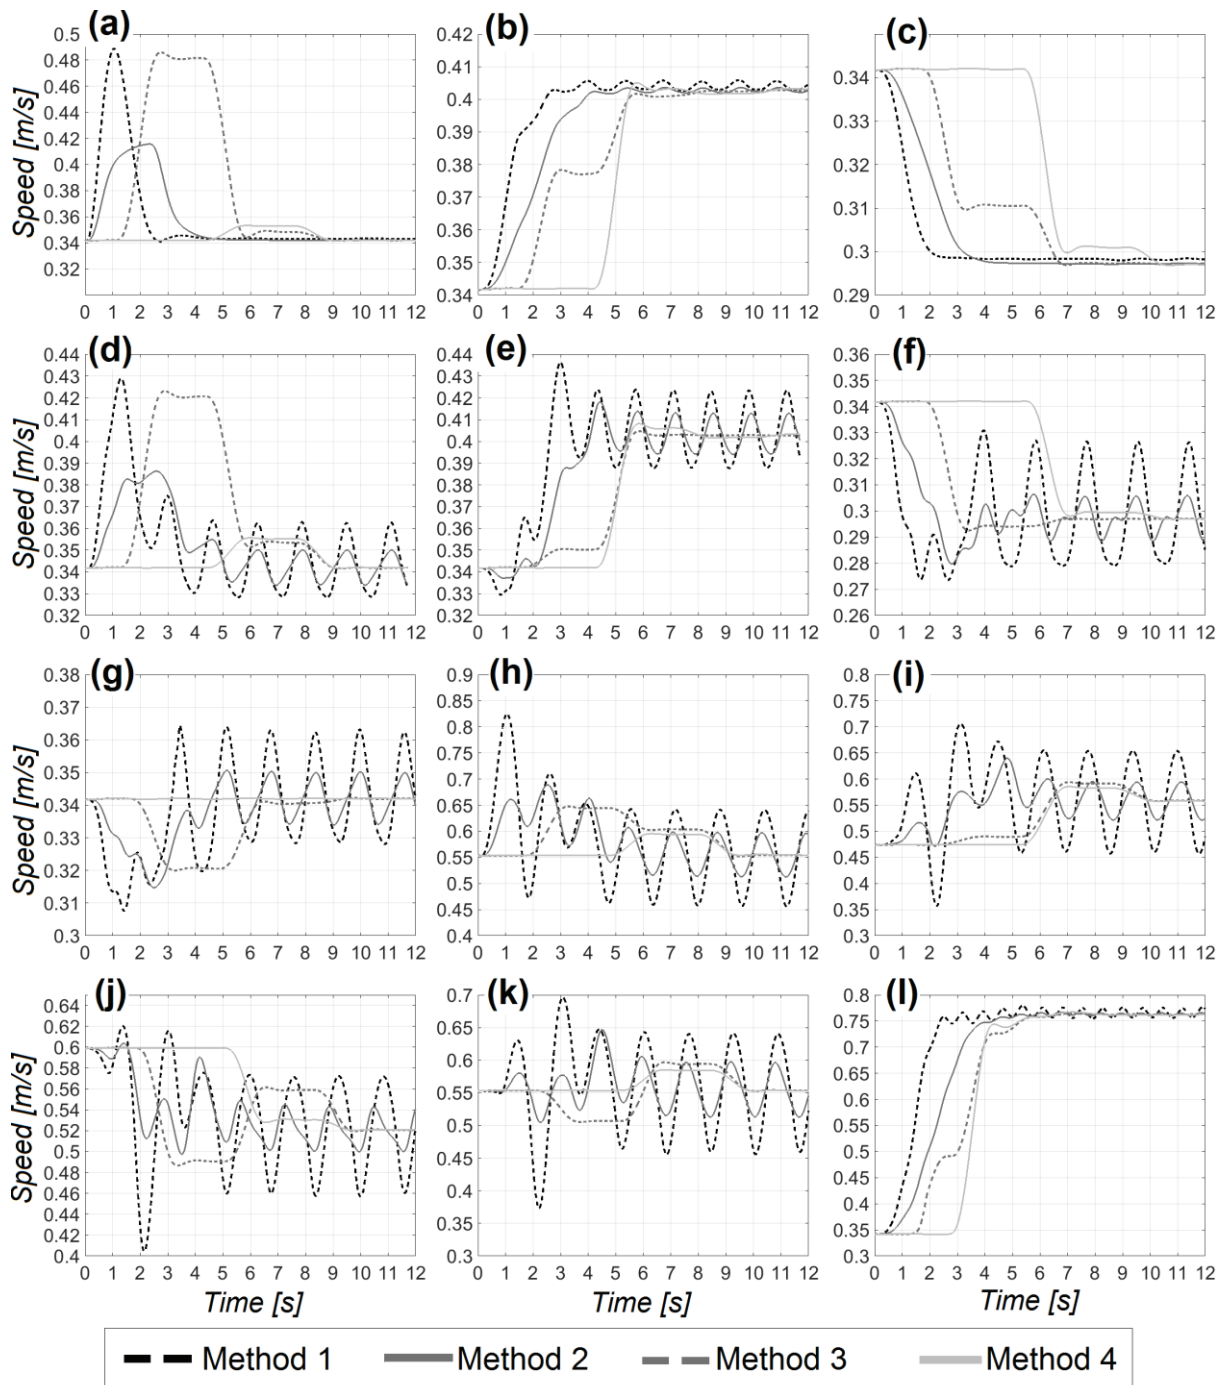 (a) (b) (c)
Speed [m/s]
0.5 0.48 0.46 0.44 0.42 0.4 0.38 0.36 0.34 0.32
0 1 2 3 4 5 6 7 8 9 10 11 12
0.42 0.41 0.4 0.39 0.38 0.37 0.36 0.35 0.34
0 1 2 3 4 5 6 7 8 9 10 11 12
0.34 0.33 0.32 0.31 0.3 0.29
0 1 2 3 4 5 6 7 8 9 10 11 12
(d) (e) (f)
Speed [m/s]
0.44 0.43 0.42 0.41 0.4 0.39 0.38 0.37 0.36 0.35 0.34 0.33 0.32
0 1 2 3 4 5 6 7 8 9 10 11 12
0.44 0.43 0.42 0.41 0.4 0.39 0.38 0.37 0.36 0.35 0.34 0.33 0.32
0 1 2 3 4 5 6 7 8 9 10 11 12
0.36 0.35 0.34 0.33 0.32 0.31 0.3 0.29 0.28 0.27 0.26
0 1 2 3 4 5 6 7 8 9 10 11 12
(g) (h) (i)
Speed [m/s]
0.38 0.37 0.36 0.35 0.34 0.33 0.32 0.31 0.3
0 1 2 3 4 5 6 7 8 9 10 11 12
0.9 0.85 0.8 0.75 0.7 0.65 0.6 0.55 0.5 0.45 0.4
0 1 2 3 4 5 6 7 8 9 10 11 12
0.8 0.75 0.7 0.65 0.6 0.55 0.5 0.45 0.4 0.35 0.3
0 1 2 3 4 5 6 7 8 9 10 11 12
(j) (k) (l)
Speed [m/s]
0.64 0.62 0.6 0.58 0.56 0.54 0.52 0.5 0.48 0.46 0.44 0.42 0.4
0 1 2 3 4 5 6 7 8 9 10 11 12
0.7 0.65 0.6 0.55 0.5 0.45 0.4 0.35 0.3
0 1 2 3 4 5 6 7 8 9 10 11 12
0.8 0.75 0.7 0.65 0.6 0.55 0.5 0.45 0.4 0.35 0.3
0 1 2 3 4 5 6 7 8 9 10 11 12
Time [s] Time [s] Time [s]
Method 1 Method 2 Method 3 Method 4